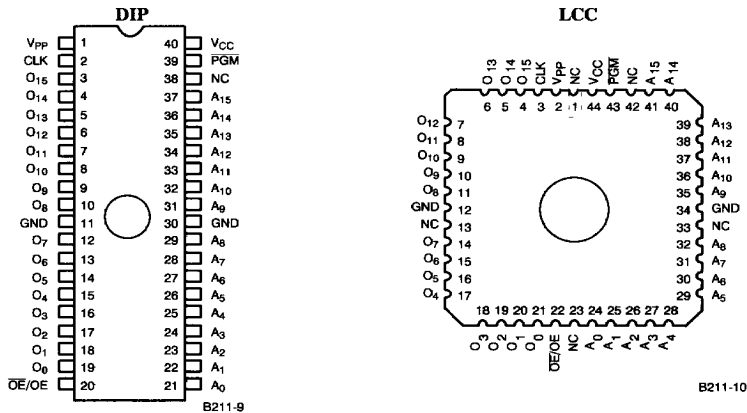 DIP
VPP 1 40 VCC
CLK 2 39 PGM
O15 3 38 NC
O14 4 37 A15
O13 5 36 A14
O12 6 35 A13
O11 7 34 A12
O10 8 33 A11
O9 9 32 A10
O8 10 31 A9
GND 11 30 GND
O7 12 29 A8
O6 13 28 A7
O5 14 27 A6
O4 15 26 A5
O3 16 25 A4
O2 17 24 A3
O1 18 23 A2
O0 19 22 A1
OE/OE 20 21 A0
B211-9
LCC
O13 O14 O15 CLK VPP NC VCC PGM NC A15 A14
6 5 4 3 2 1 44 43 42 41 40
O12 7 39 A13
O11 8 38 A12
O10 9 37 A11
O9 10 36 A10
O8 11 35 A9
GND 12 34 GND
NC 13 33 NC
O7 14 32 A8
O6 15 31 A7
O5 16 30 A6
O4 17 29 A5
18 19 20 21 22 23 24 25 26 27 28
O3 O2 O1 O0 OE/OE NC A0 A1 A2 A3 A4
B211-10